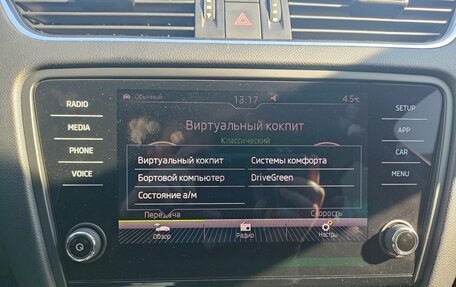 RADIO
MEDIA
PHONE
VOICE
Обычный 13:17 4.5°C
Виртуальный кокпит
Классический
Виртуальный кокпит Системы комфорта
Бортовой компьютер DriveGreen
Состояние а/м
Передача Скорость
Обзор Радио Настр.
SETUP
APP
CAR
MENU